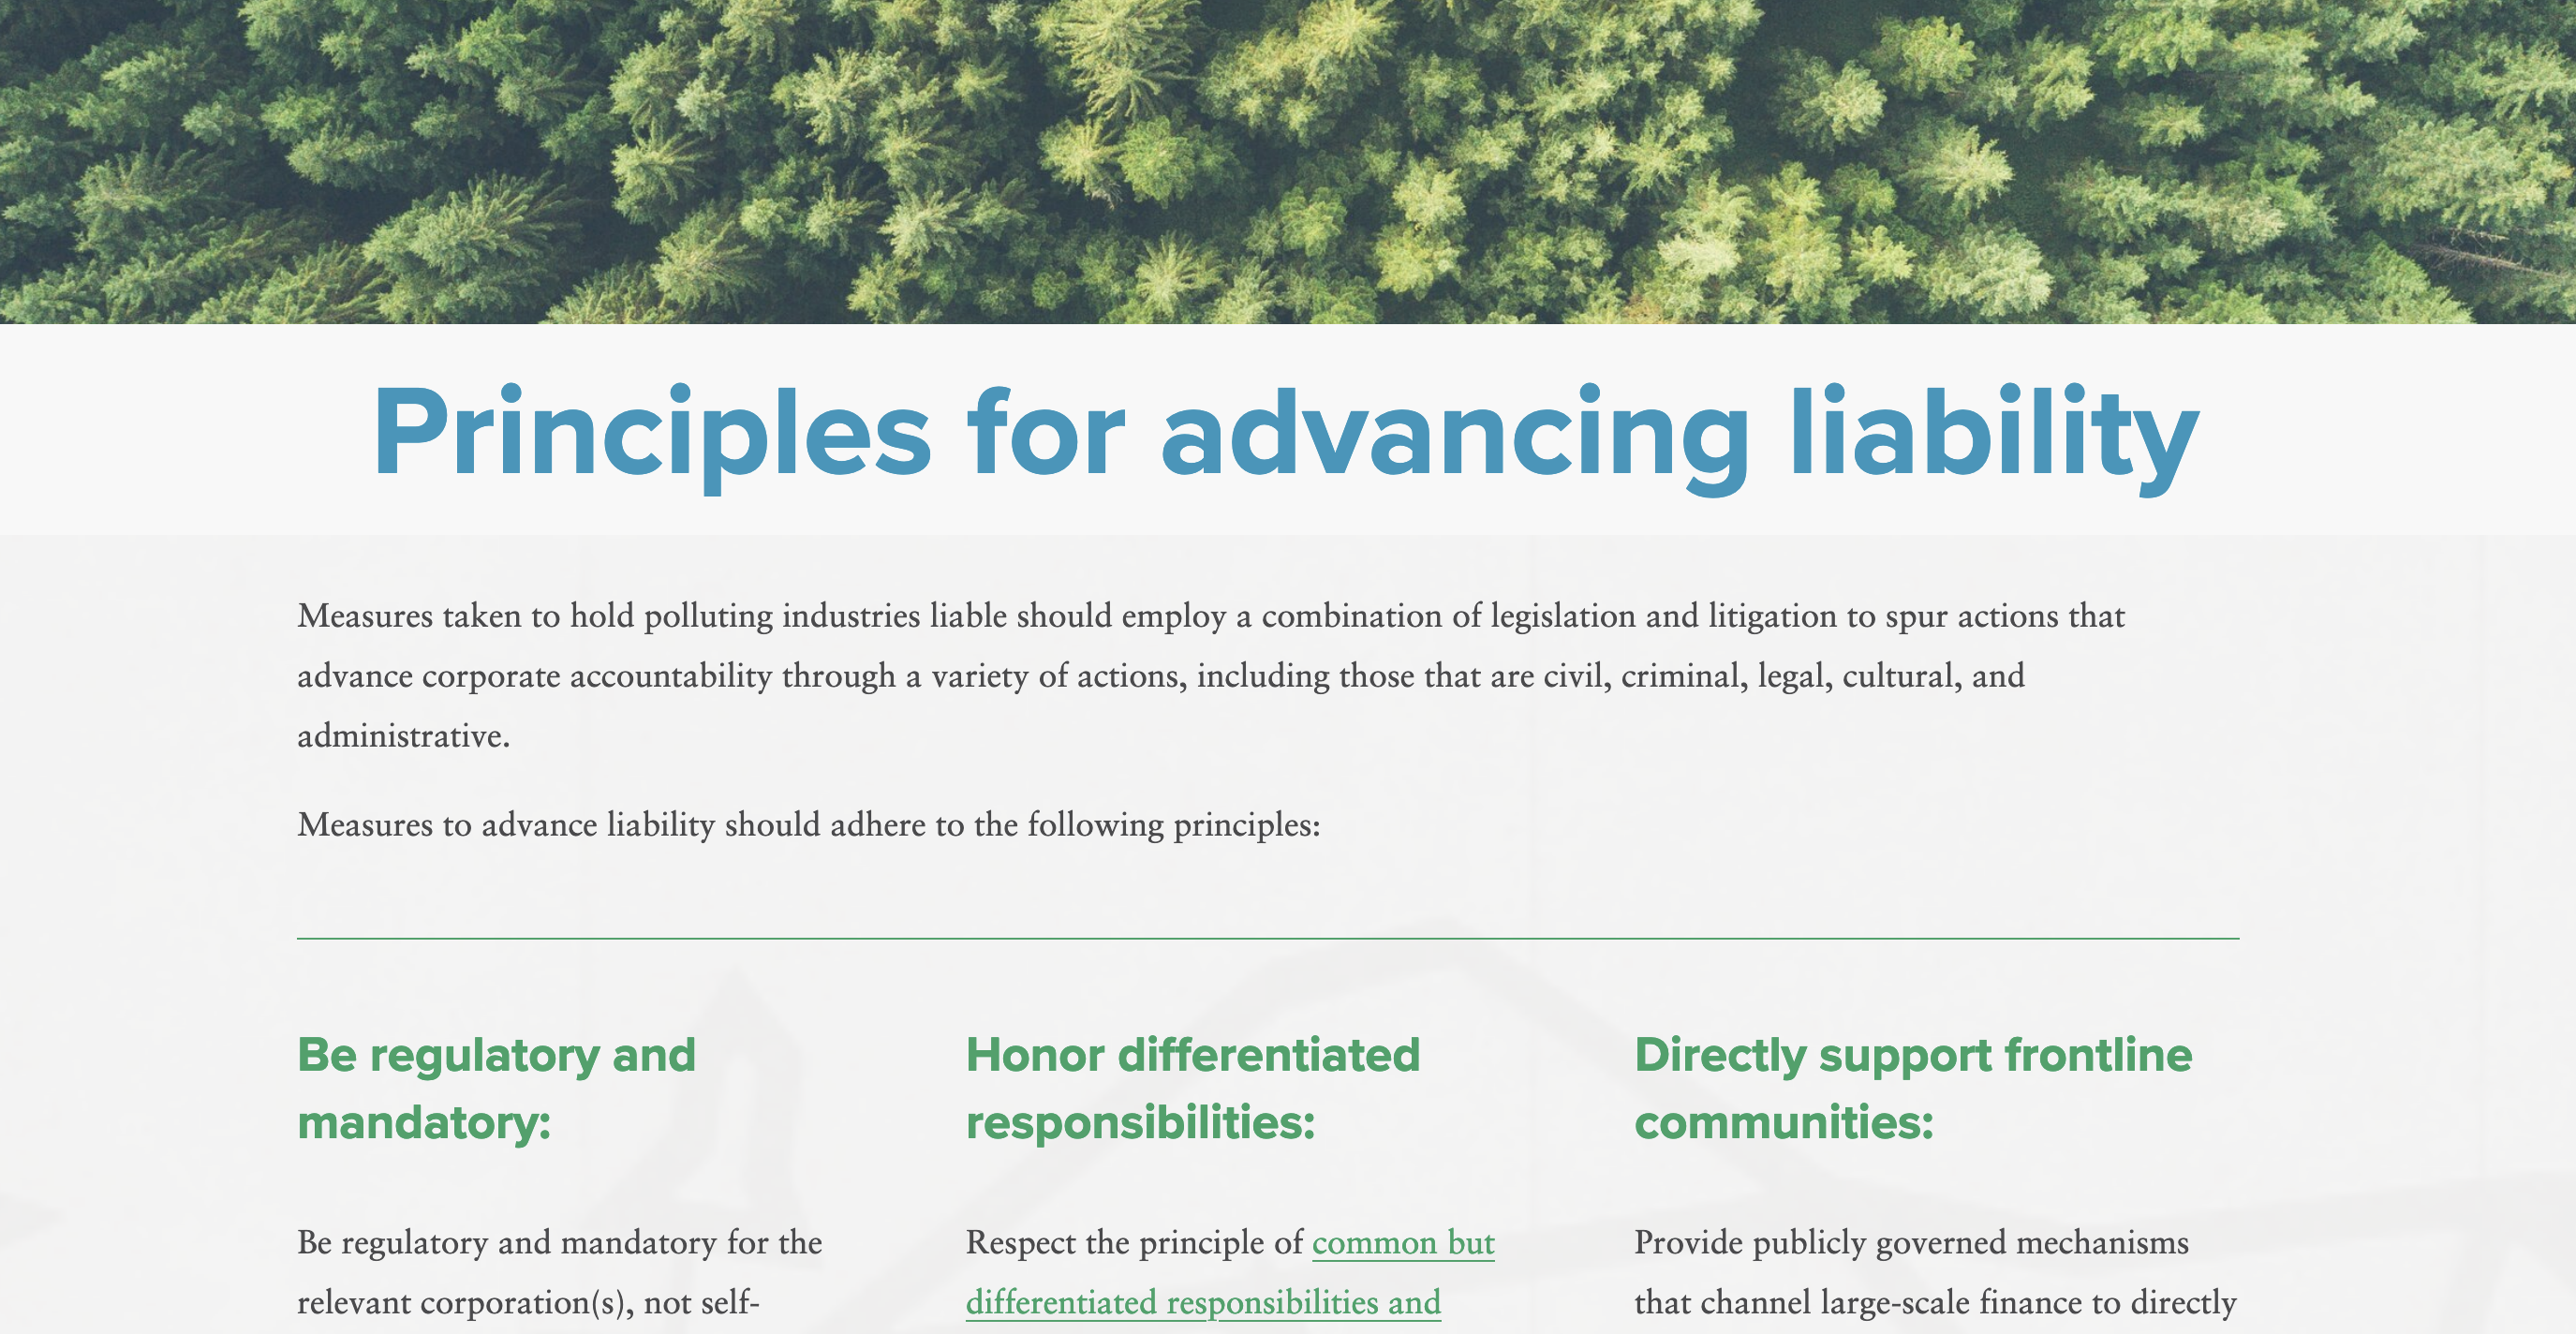 Principles for advancing liability
Measures taken to hold polluting industries liable should employ a combination of legislation and litigation to spur actions that
advance corporate accountability through a variety of actions, including those that are civil, criminal, legal, cultural, and
administrative.
Measures to advance liability should adhere to the following principles:
Be regulatory and
mandatory:
Be regulatory and mandatory for the
relevant corporation(s), not self-
Honor differentiated
responsibilities:
Respect the principle of common but
differentiated responsibilities and
Directly support frontline
communities:
Provide publicly governed mechanisms
that channel large-scale finance to directly